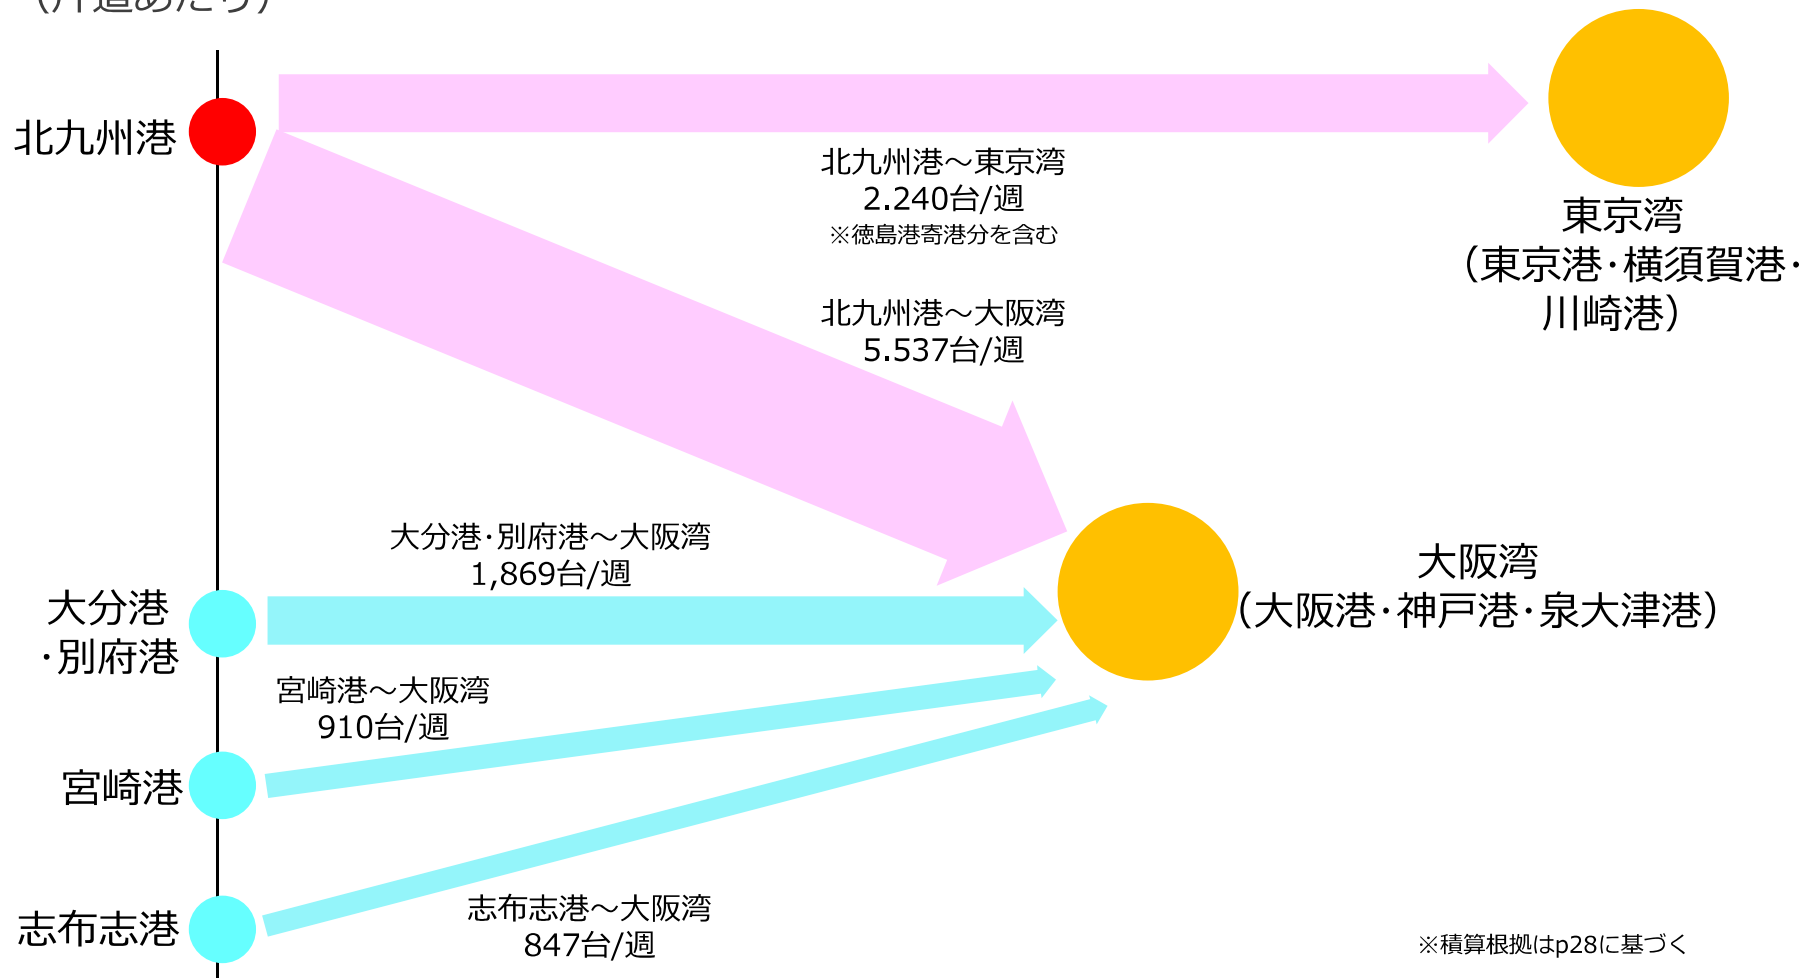 （片道あたり）
北九州港
北九州港～東京湾
2.240台/週
※徳島港寄港分を含む
東京湾
（東京港･横須賀港･
川崎港）
北九州港～大阪湾
5.537台/週
大分港･別府港～大阪湾
1,869台/週
大阪湾
（大阪港･神戸港･泉大津港）
大分港
･別府港
宮崎港～大阪湾
910台/週
宮崎港
志布志港～大阪湾
847台/週
志布志港
※積算根拠はp28に基づく